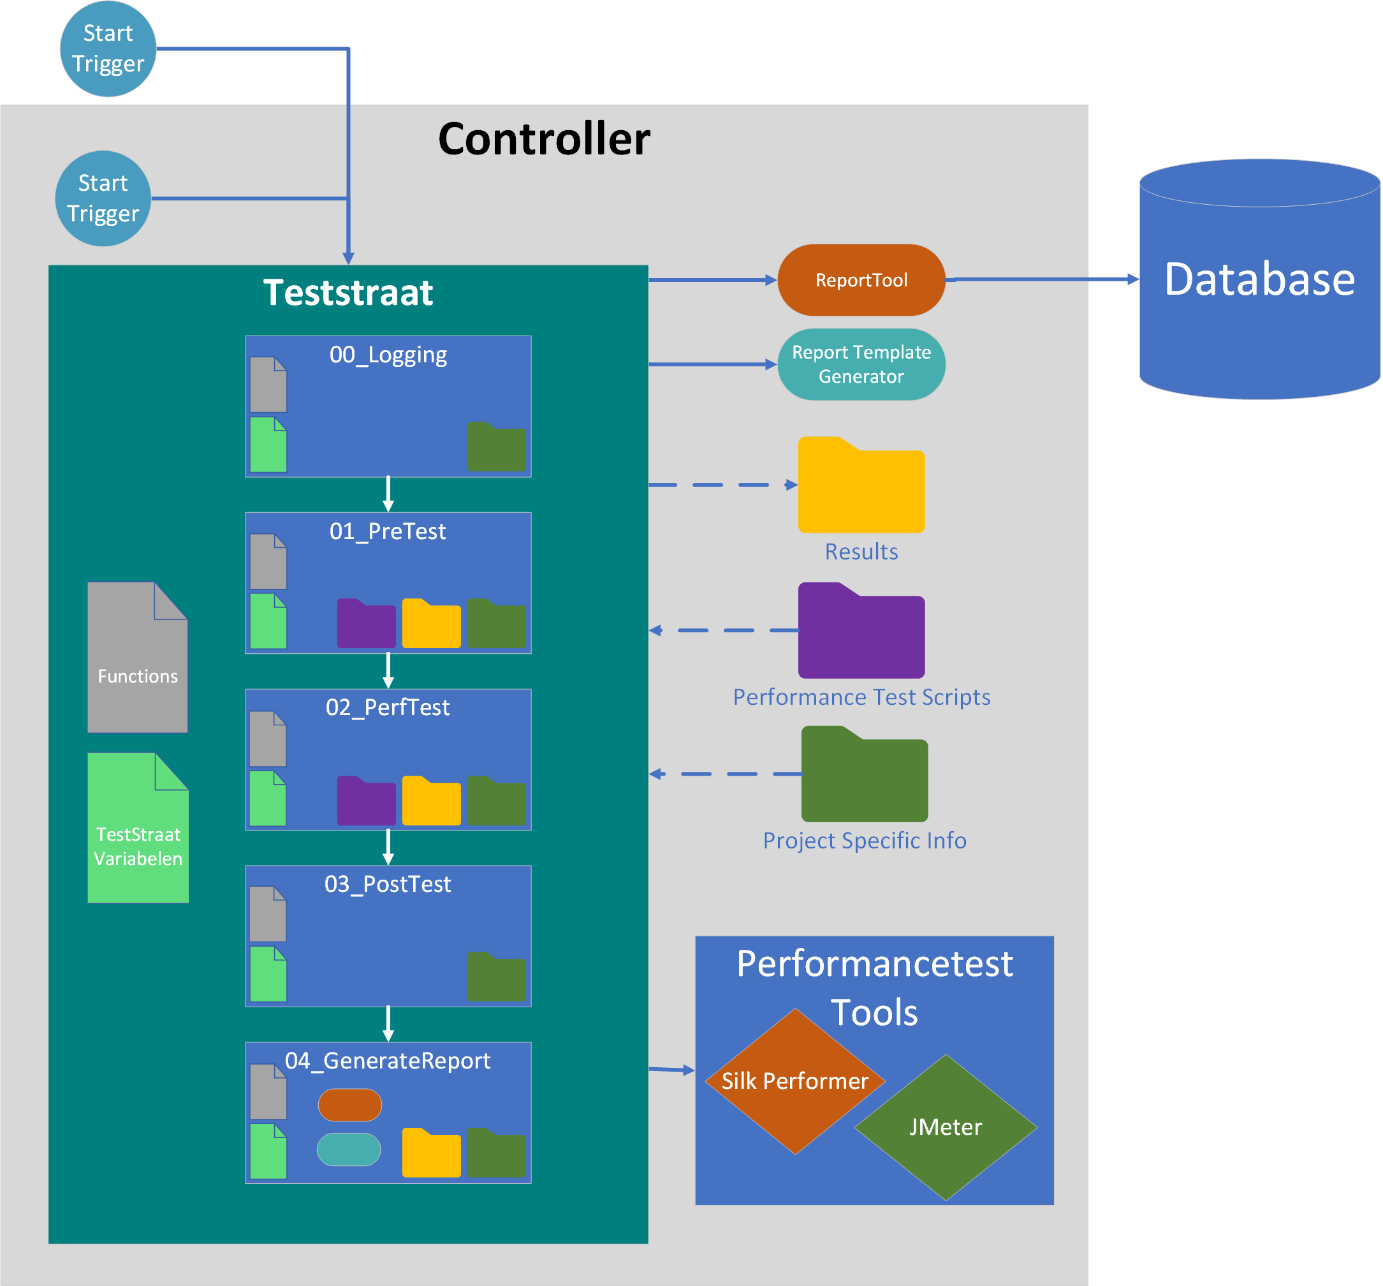 Start
Trigger
Controller
Start
Trigger
Teststraat
ReportTool
Database
00_Logging
Report Template
Generator
01_PreTest
Results
Functions
02_PerfTest
Performance Test Scripts
TestStraat
Variabelen
Project Specific Info
03_PostTest
Performancetest
Tools
04_GenerateReport
Silk Performer
JMeter